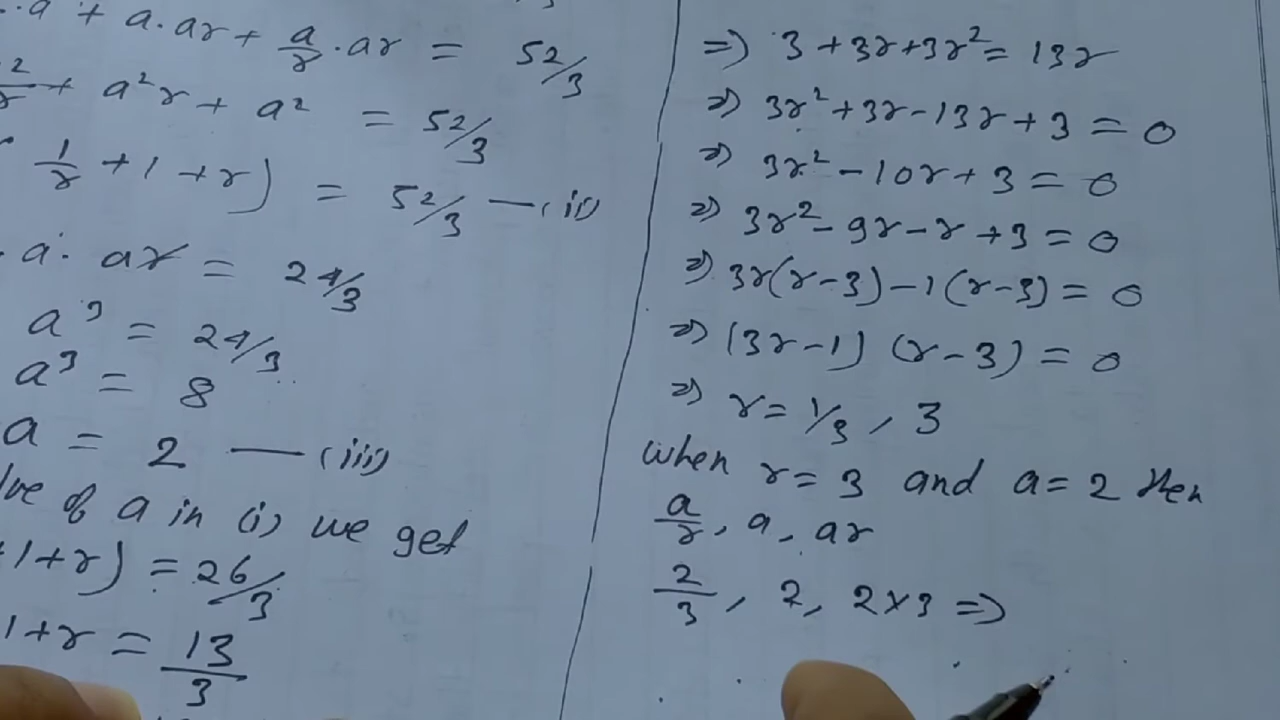 .a + a.ar + a/r . ar = 52/3
2/r + a²r + a² = 52/3
1/r + 1 + r) = 52/3 — (ii)
. a . ar = 24/3
a³ = 24/3
a³ = 8
a = 2 — (iii)
lue of a in (i) we get
+1+r) = 26/3
1+r = 13/3
=> 3 + 3r + 3r² = 13r
=> 3r² + 3r - 13r + 3 = 0
=> 3r² - 10r + 3 = 0
=> 3r² - 9r - r + 3 = 0
=> 3r(r-3) - 1(r-3) = 0
=> (3r-1) (r-3) = 0
=> r = 1/3, 3
when r = 3 and a = 2 then
a/r, a, ar
2/3, 2, 2×3 =>